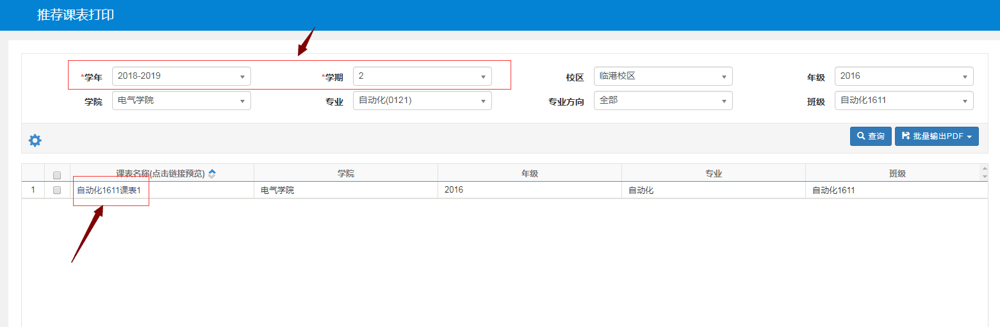 推荐课表打印
*学年 2018-2019 *学期 2 校区 临港校区 年级 2016
学院 电气学院 专业 自动化(0121) 专业方向 全部 班级 自动化1611
查询 批量输出PDF
课表名称(点击链接预览) 学院 年级 专业 班级
1 自动化1611课表1 电气学院 2016 自动化 自动化1611